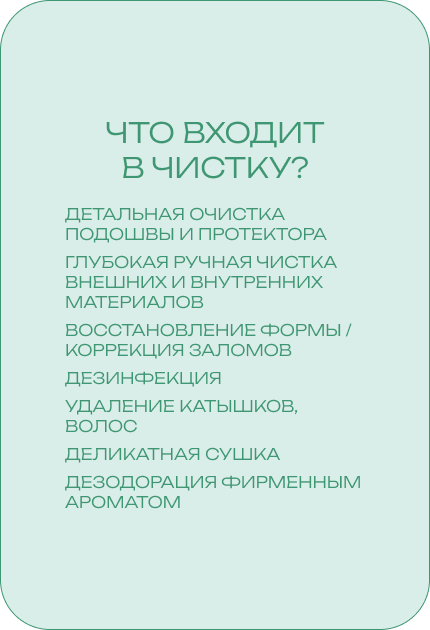 ЧТО ВХОДИТ
В ЧИСТКУ?
ДЕТАЛЬНАЯ ОЧИСТКА
ПОДОШВЫ И ПРОТЕКТОРА
ГЛУБОКАЯ РУЧНАЯ ЧИСТКА
ВНЕШНИХ И ВНУТРЕННИХ
МАТЕРИАЛОВ
ВОССТАНОВЛЕНИЕ ФОРМЫ /
КОРРЕКЦИЯ ЗАЛОМОВ
ДЕЗИНФЕКЦИЯ
УДАЛЕНИЕ КАТЫШКОВ,
ВОЛОС
ДЕЛИКАТНАЯ СУШКА
ДЕЗОДОРАЦИЯ ФИРМЕННЫМ
АРОМАТОМ